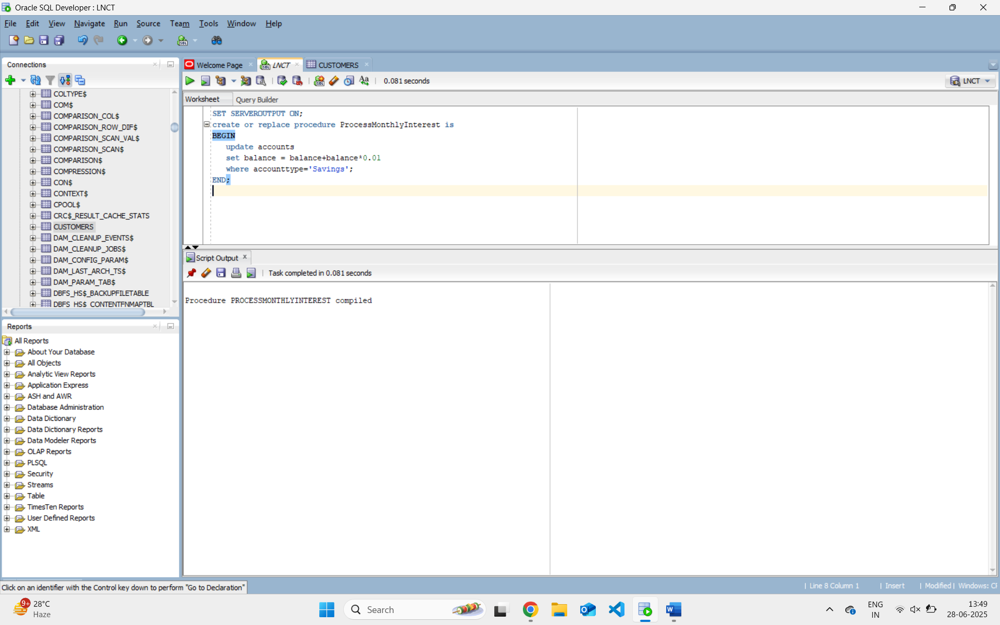 Oracle SQL Developer : LNCT
File Edit View Navigate Run Source Team Tools Window Help
Connections
COLTYPE$
COM$
COMPARISON_COL$
COMPARISON_ROW_DIF$
COMPARISON_SCAN_VAL$
COMPARISON_SCAN$
COMPARISON$
COMPRESSION$
CON$
CONTEXT$
CPOOL$
CRC$_RESULT_CACHE_STATS
CUSTOMERS
DAM_CLEANUP_EVENTS$
DAM_CLEANUP_JOBS$
DAM_CONFIG_PARAM$
DAM_LAST_ARCH_TS$
DAM_PARAM_TAB$
DBFS_HS$_BACKUPFILETABLE
DBFS_HS$_CONTENTFNMAPTBL
Reports
All Reports
About Your Database
All Objects
Analytic View Reports
Application Express
ASH and AWR
Database Administration
Data Dictionary
Data Dictionary Reports
Data Modeler Reports
OLAP Reports
PLSQL
Security
Streams
Table
TimesTen Reports
User Defined Reports
XML
Welcome Page LNCT CUSTOMERS
0.081 seconds LNCT
Worksheet Query Builder
SET SERVEROUTPUT ON;
create or replace procedure ProcessMonthlyInterest is
BEGIN
update accounts
set balance = balance+balance*0.01
where accounttype='Savings';
END;
Script Output
Task completed in 0.081 seconds
Procedure PROCESSMONTHLYINTEREST compiled
Click on an identifier with the Control key down to perform "Go to Declaration"
| Line 8 Column 1 | Insert | Modified | Windows: CF
9+ 28°C
Haze
Search
ENG
IN
13:49
28-06-2025